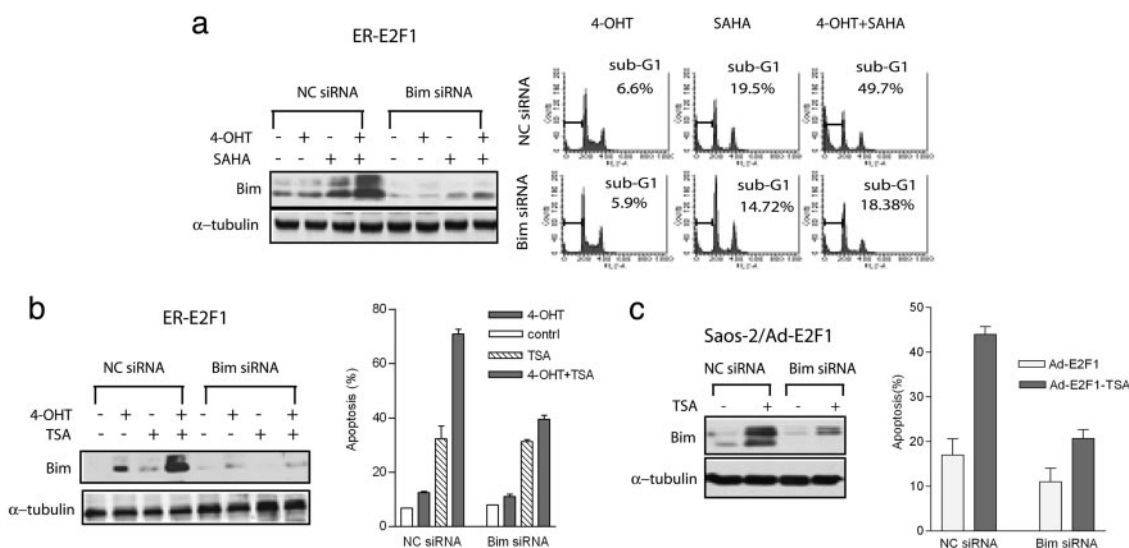 a
ER-E2F1
NC siRNA Bim siRNA
4-OHT - + - + - + - +
SAHA - - + + - - + +
Bim
α-tubulin
4-OHT SAHA 4-OHT+SAHA
NC siRNA
sub-G1 6.6%
sub-G1 19.5%
sub-G1 49.7%
Bim siRNA
sub-G1 5.9%
sub-G1 14.72%
sub-G1 18.38%
b
ER-E2F1
NC siRNA Bim siRNA
4-OHT - + - + - + - +
TSA - - + + - - + +
Bim
α-tubulin
Apoptosis (%)
80
60
40
20
0
4-OHT
contrl
TSA
4-OHT+TSA
NC siRNA Bim siRNA
c
Saos-2/Ad-E2F1
NC siRNA Bim siRNA
TSA - + - +
Bim
α-tubulin
Apoptosis(%)
50
40
30
20
10
0
Ad-E2F1
Ad-E2F1-TSA
NC siRNA Bim siRNA